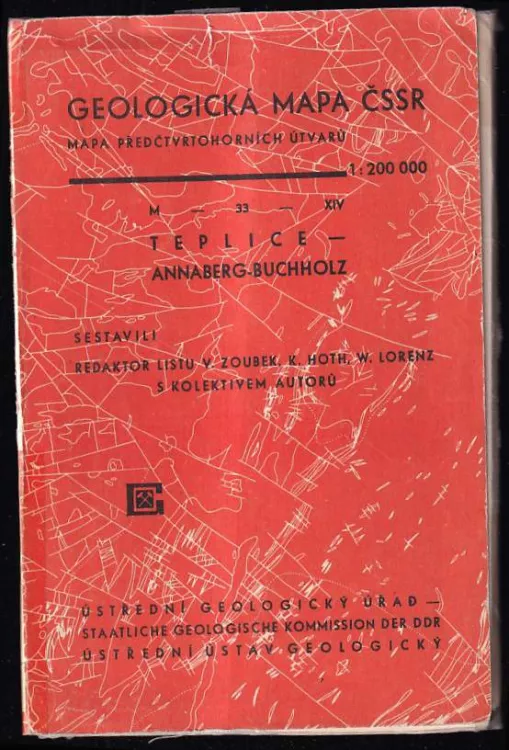 GEOLOGICKÁ MAPA ČSSR
MAPA PŘEDČTVRTOHORNÍCH ÚTVARŮ
1:200 000
M — 33 — XIV
TEPLICE —
ANNABERG-BUCHHOLZ
SESTAVILI
REDAKTOR LISTU V. ZOUBEK, K. HOTH, W. LORENZ
S KOLEKTIVEM AUTORŮ
ÚSTŘEDNÍ GEOLOGICKÝ ÚŘAD —
STAATLICHE GEOLOGISCHE KOMMISSION DER DDR
ÚSTŘEDNÍ ÚSTAV GEOLOGICKÝ